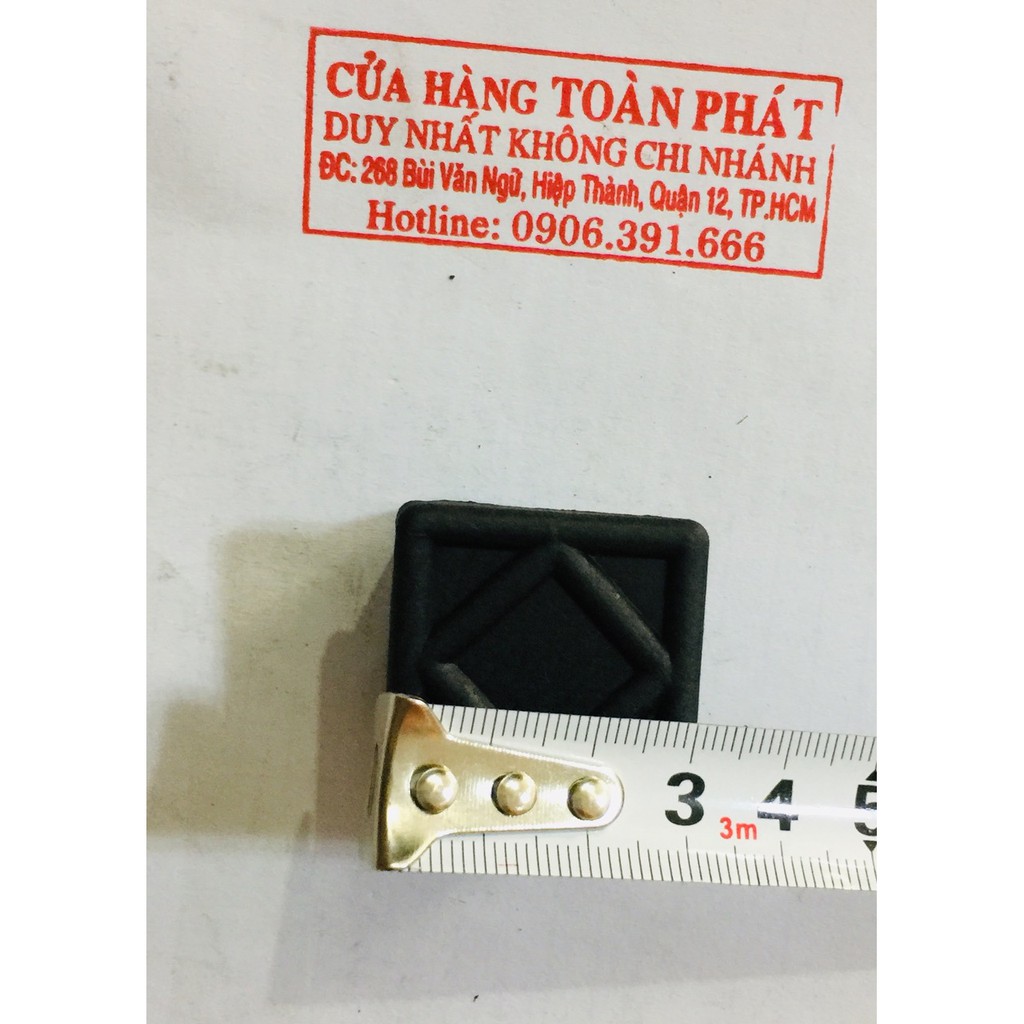 CỬA HÀNG TOÀN PHÁT
DUY NHẤT KHÔNG CHI NHÁNH
ĐC: 268 Bùi Văn Ngữ, Hiệp Thành, Quận 12, TP.HCM
Hotline: 0906.391.666
3 3m 4 5